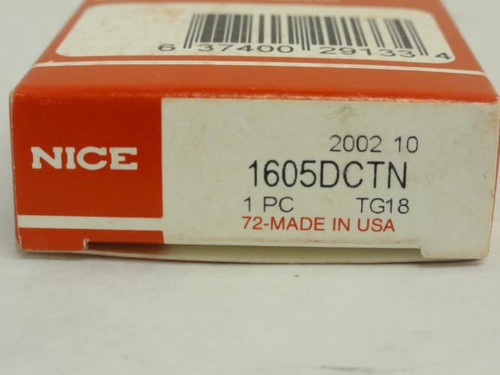 6 37400 29133 4
NICE
2002 10
1605DCTN
1 PC TG18
72-MADE IN USA